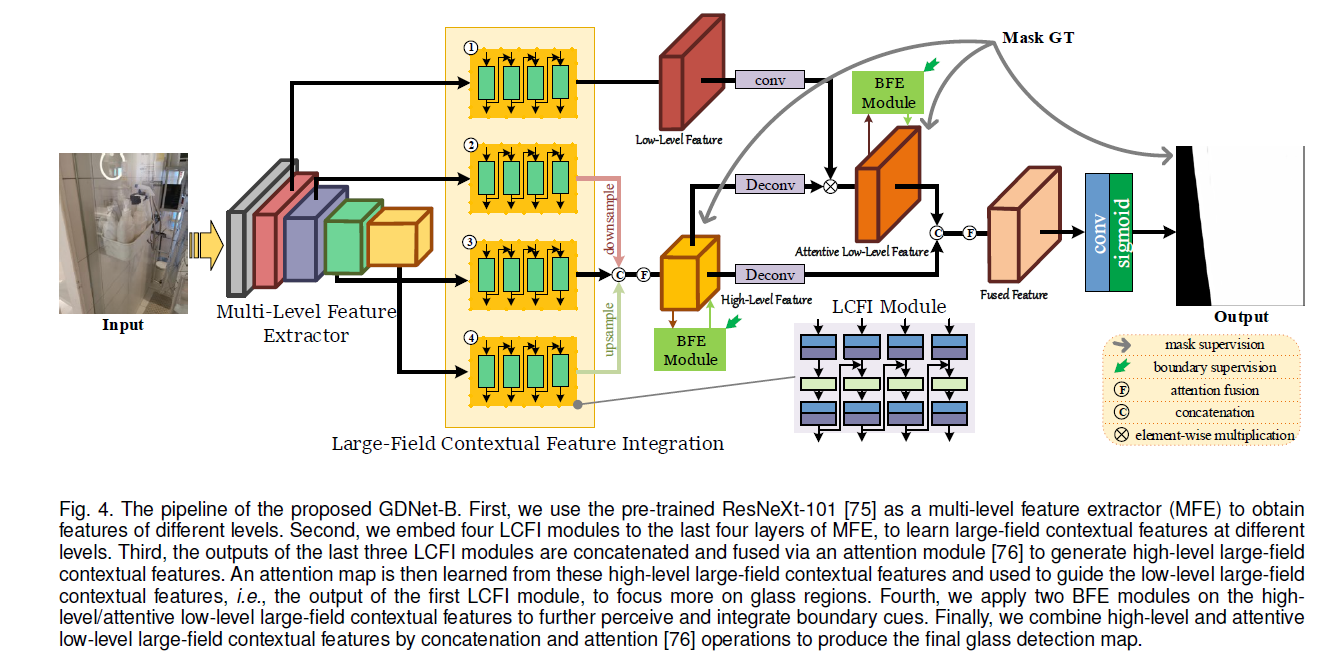 Mask GT
①
conv
BFE
Module
Low-Level Feature
②
downsample
Deconv
Attentive Low-Level Feature
③
C
F
C
F
Deconv
High-Level Feature
Fused Feature
conv
sigmoid
Input
Multi-Level Feature
Extractor
upsample
BFE
Module
LCFI Module
Output
④
mask supervision
boundary supervision
F attention fusion
C concatenation
element-wise multiplication
Large-Field Contextual Feature Integration
Fig. 4. The pipeline of the proposed GDNet-B. First, we use the pre-trained ResNeXt-101 [75] as a multi-level feature extractor (MFE) to obtain
features of different levels. Second, we embed four LCFI modules to the last four layers of MFE, to learn large-field contextual features at different
levels. Third, the outputs of the last three LCFI modules are concatenated and fused via an attention module [76] to generate high-level large-field
contextual features. An attention map is then learned from these high-level large-field contextual features and used to guide the low-level large-field
contextual features, i.e., the output of the first LCFI module, to focus more on glass regions. Fourth, we apply two BFE modules on the high-
level/attentive low-level large-field contextual features to further perceive and integrate boundary cues. Finally, we combine high-level and attentive
low-level large-field contextual features by concatenation and attention [76] operations to produce the final glass detection map.